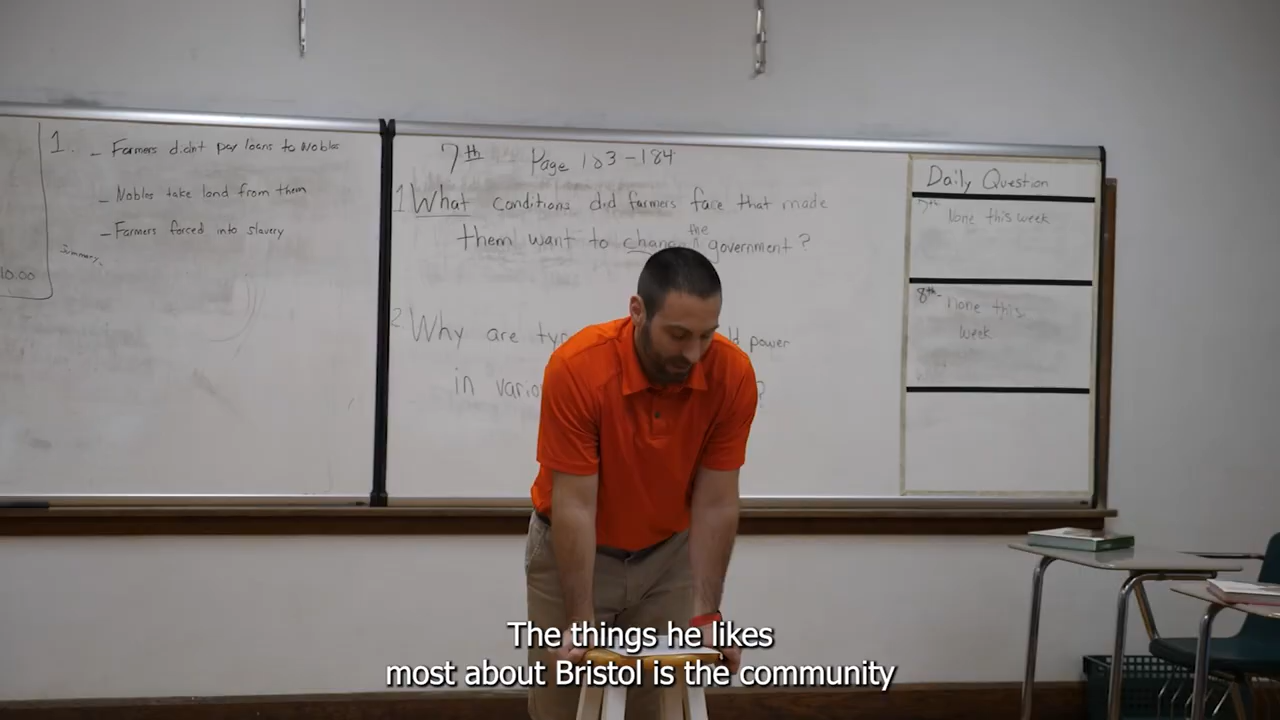 10.00
1.
- Farmers didnt pay loans to Nobles
- Nobles take land from them
- Farmers forced into slavery
Summary
7th Page 183-184
1 What conditions did farmers face that made
them want to change the government?
2. Why are power
in ?
Daily Question
7th None this week
8th- None this
week
The things he likes
most about Bristol is the community